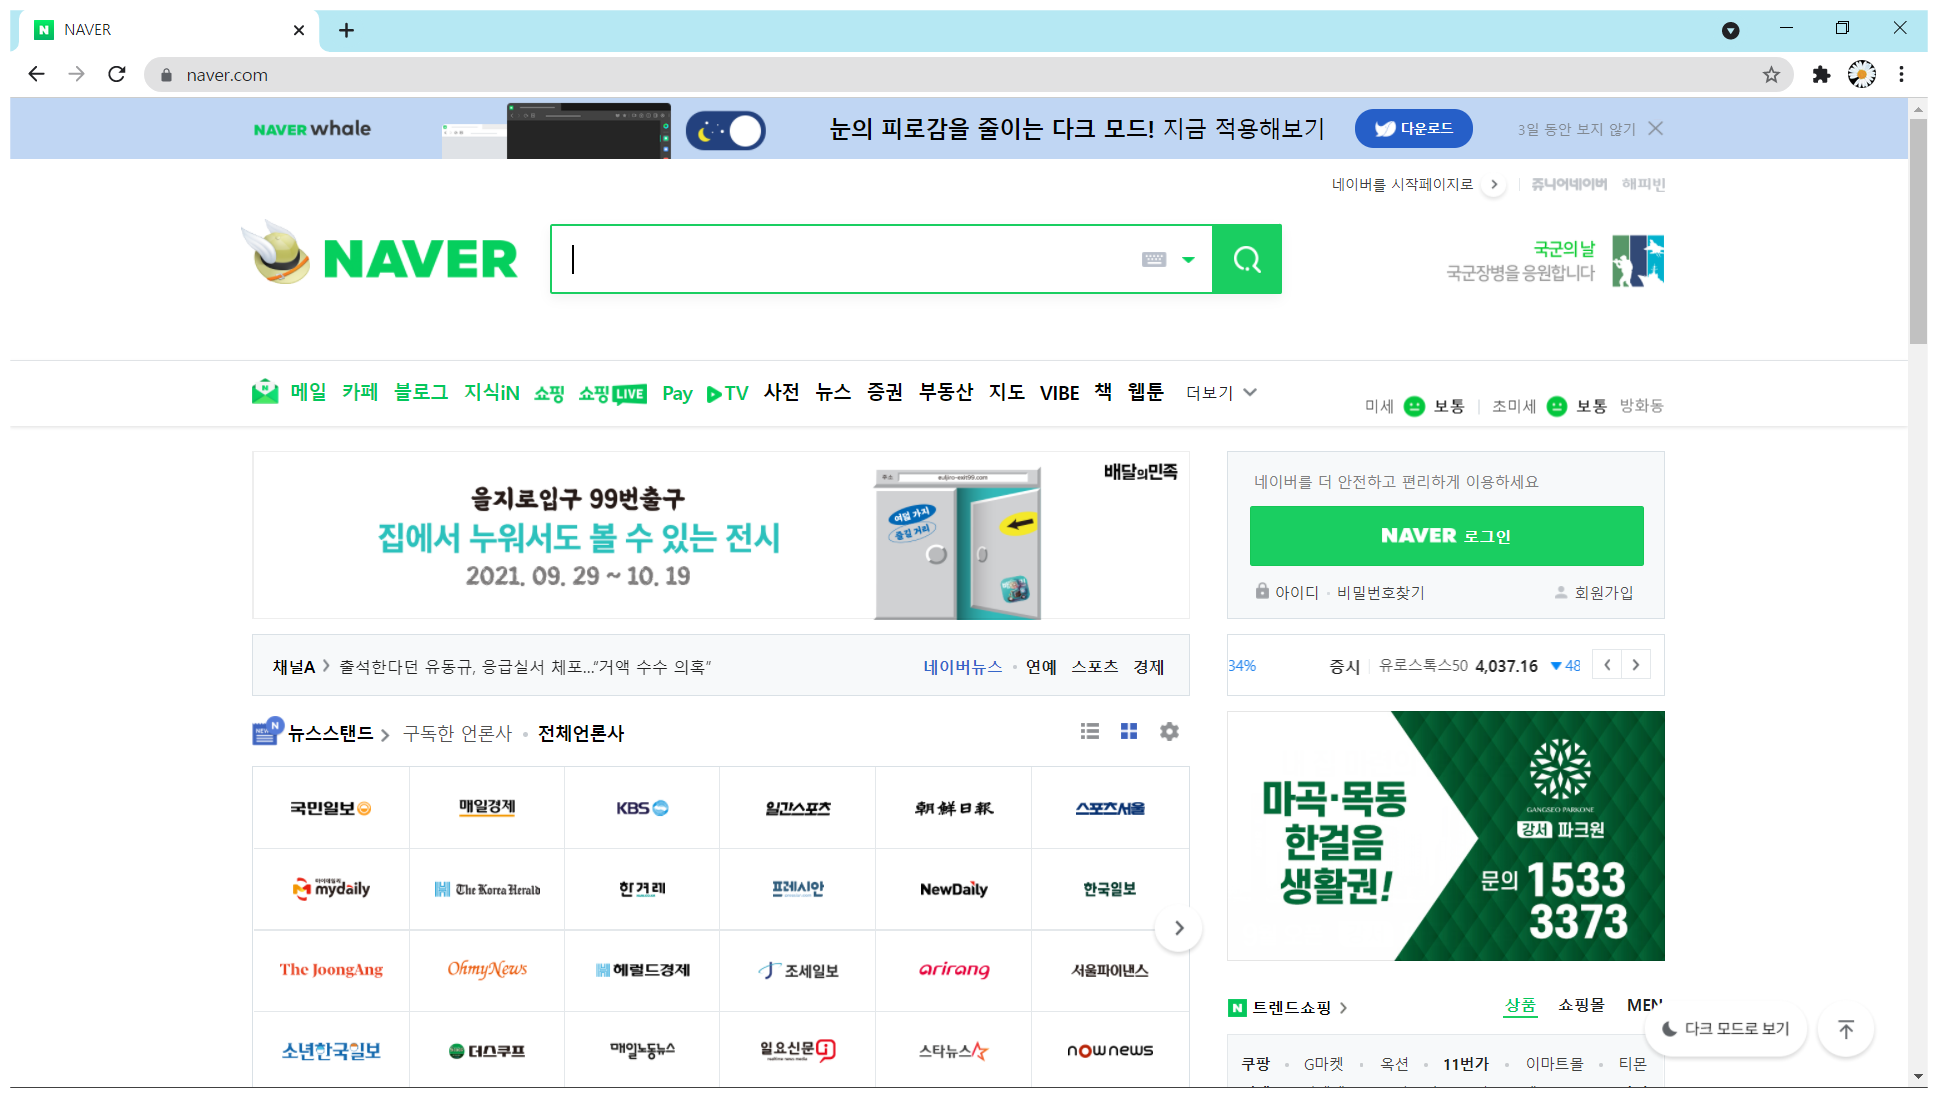 NAVER
naver.com
NAVER whale
눈의 피로감을 줄이는 다크 모드! 지금 적용해보기
다운로드
3일 동안 보지 않기
네이버를 시작페이지로
쥬니어네이버 해피빈
NAVER
국군의 날
국군장병을 응원합니다
메일 카페 블로그 지식iN 쇼핑 쇼핑LIVE Pay TV 사전 뉴스 증권 부동산 지도 VIBE 책 웹툰 더보기
미세 보통 초미세 보통 방화동
배달의민족
을지로입구 99번출구
집에서 누워서도 볼 수 있는 전시
2021. 09. 29 ~ 10. 19
주소 euljiro-exit99.com
여덟 가지
즐길 거리
네이버를 더 안전하고 편리하게 이용하세요
NAVER 로그인
아이디 · 비밀번호찾기 회원가입
채널A 출석한다던 유동규, 응급실서 체포…“거액 수수 의혹”
네이버뉴스 · 연예 스포츠 경제
34% 증시 유로스톡스50 4,037.16 ▼48
뉴스스탠드 구독한 언론사 · 전체언론사
국민일보 매일경제 KBS 일간스포츠 朝鮮日報 스포츠서울
마이데일리 mydaily The Korea Herald 한겨레 프레시안 NewDaily 한국일보
The JoongAng OhmyNews 헤럴드경제 조세일보 arirang 서울파이낸스
소년한국일보 더스쿠프 매일노동뉴스 일요신문 스타뉴스 nownews
마곡·목동
한걸음
생활권!
GANGSEO PARKONE
강서 파크원
문의 1533
3373
트렌드쇼핑
상품 쇼핑몰 MEN
다크 모드로 보기
쿠팡 · G마켓 · 옥션 · 11번가 · 이마트몰 · 티몬